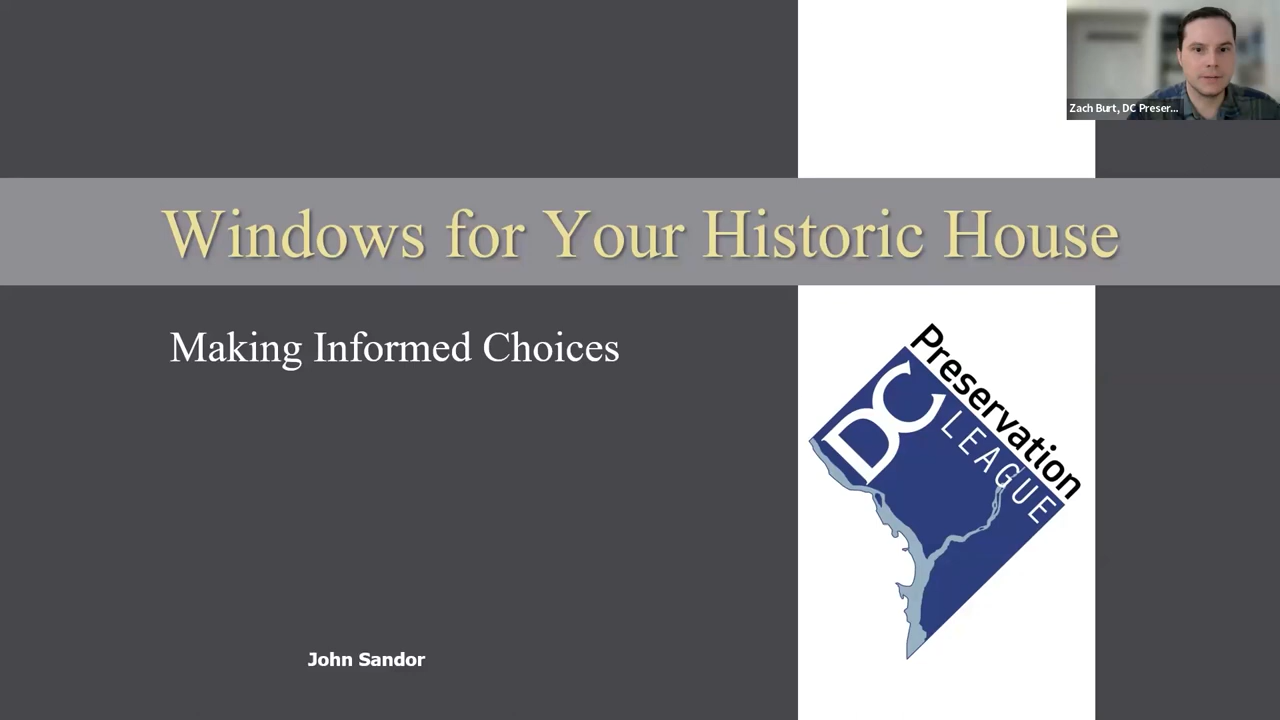 Zach Burt, DC Preser...
Windows for Your Historic House
Making Informed Choices
DC
Preservation
LEAGUE
John Sandor